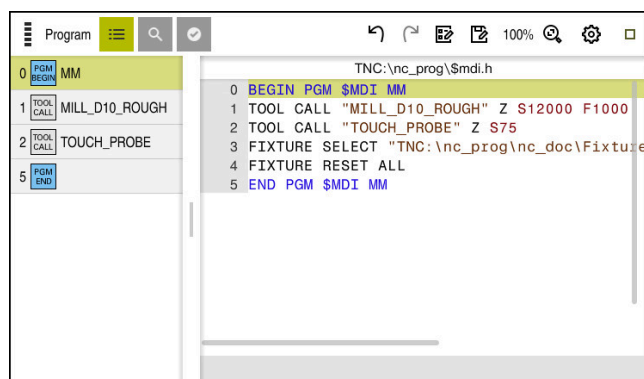 Program
100%
0 PGM BEGIN MM
1 TOOL CALL MILL_D10_ROUGH
2 TOOL CALL TOUCH_PROBE
5 PGM END
TNC:\nc_prog\$mdi.h
0 BEGIN PGM $MDI MM
1 TOOL CALL "MILL_D10_ROUGH" Z S12000 F1000
2 TOOL CALL "TOUCH_PROBE" Z S75
3 FIXTURE SELECT "TNC:\nc_prog\nc_doc\Fixture
4 FIXTURE RESET ALL
5 END PGM $MDI MM